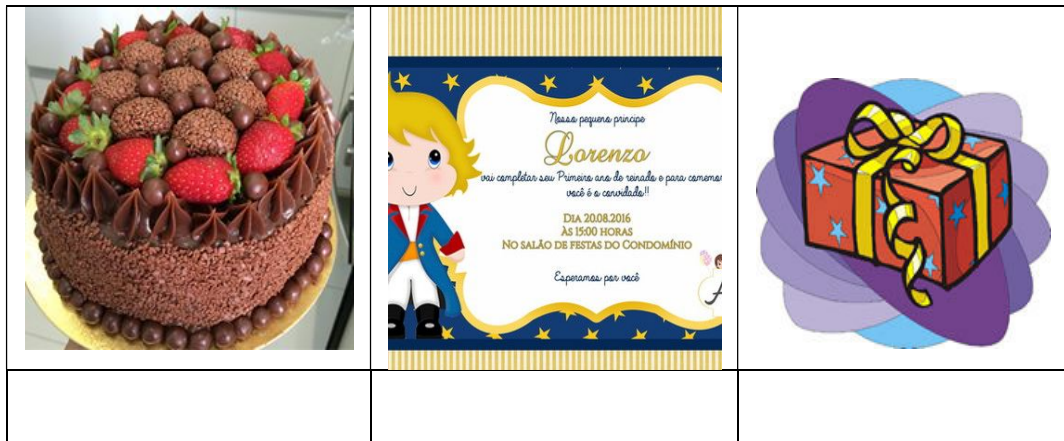 Nosso pequeno príncipe
Lorenzo
vai completar seu Primeiro ano de reinado e para comemor
você é o convidado!!
DIA 20.08.2016
ÀS 15:00 HORAS
NO SALÃO DE FESTAS DO CONDOMÍNIO
Esperamos por você
A